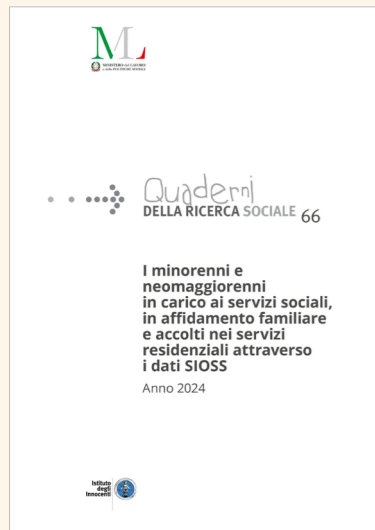 ML
MINISTERO del LAVORO
e delle POLITICHE SOCIALI
Quaderni
DELLA RICERCA SOCIALE 66
I minorenni e
neomaggiorenni
in carico ai servizi sociali,
in affidamento familiare
e accolti nei servizi
residenziali attraverso
i dati SIOSS
Anno 2024
Istituto
degli
Innocenti